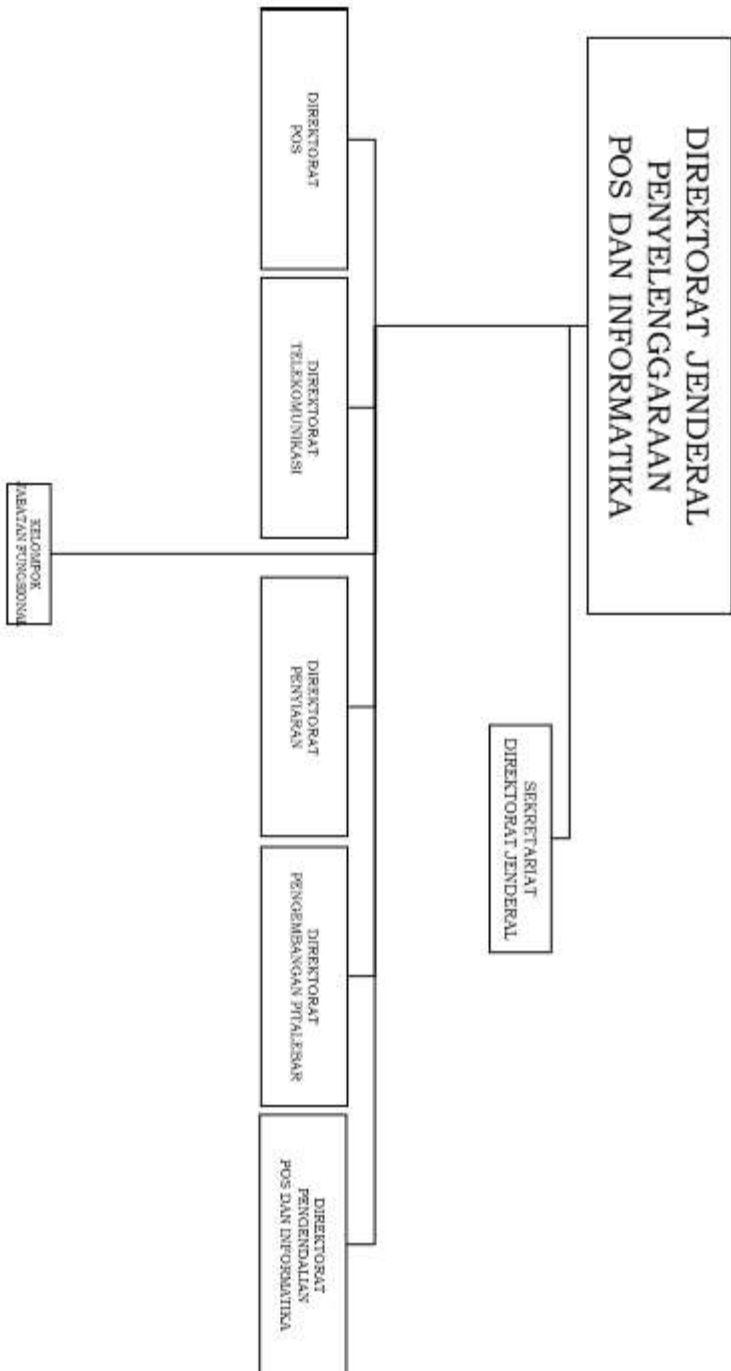 DIREKTORAT JENDERAL
PENYELENGGARAAN
POS DAN INFORMATIKA
SEKRETARIAT
DIREKTORAT JENDERAL
DIREKTORAT
POS
DIREKTORAT
TELEKOMUNIKASI
DIREKTORAT
PENYIARAN
DIREKTORAT
PENGEMBANGAN PITALEBAR
DIREKTORAT
PENGENDALIAN
POS DAN INFORMATIKA
KELOMPOK
JABATAN FUNGSIONAL